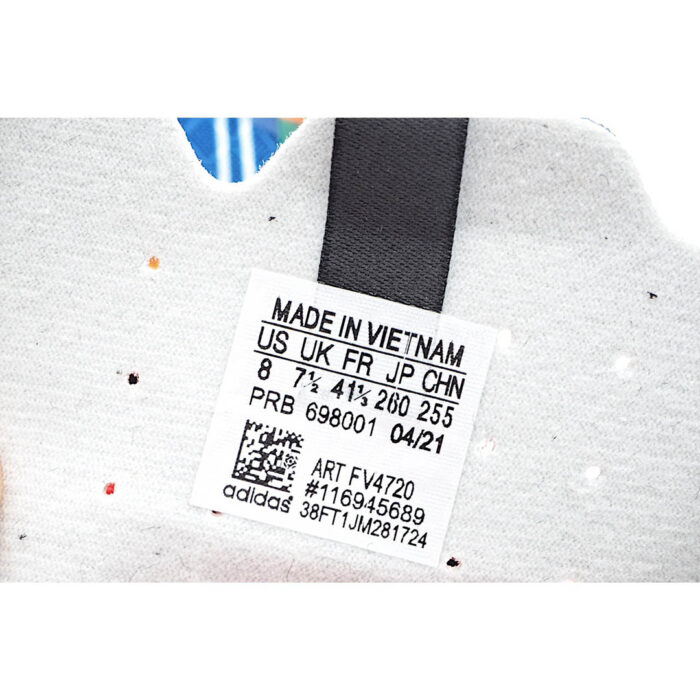 MADE IN VIETNAM
US UK FR JP CHN
8 7½ 41⅓ 260 255
PRB 698001 04/21
ART FV4720
#116945689
adidas 38FT1JM281724